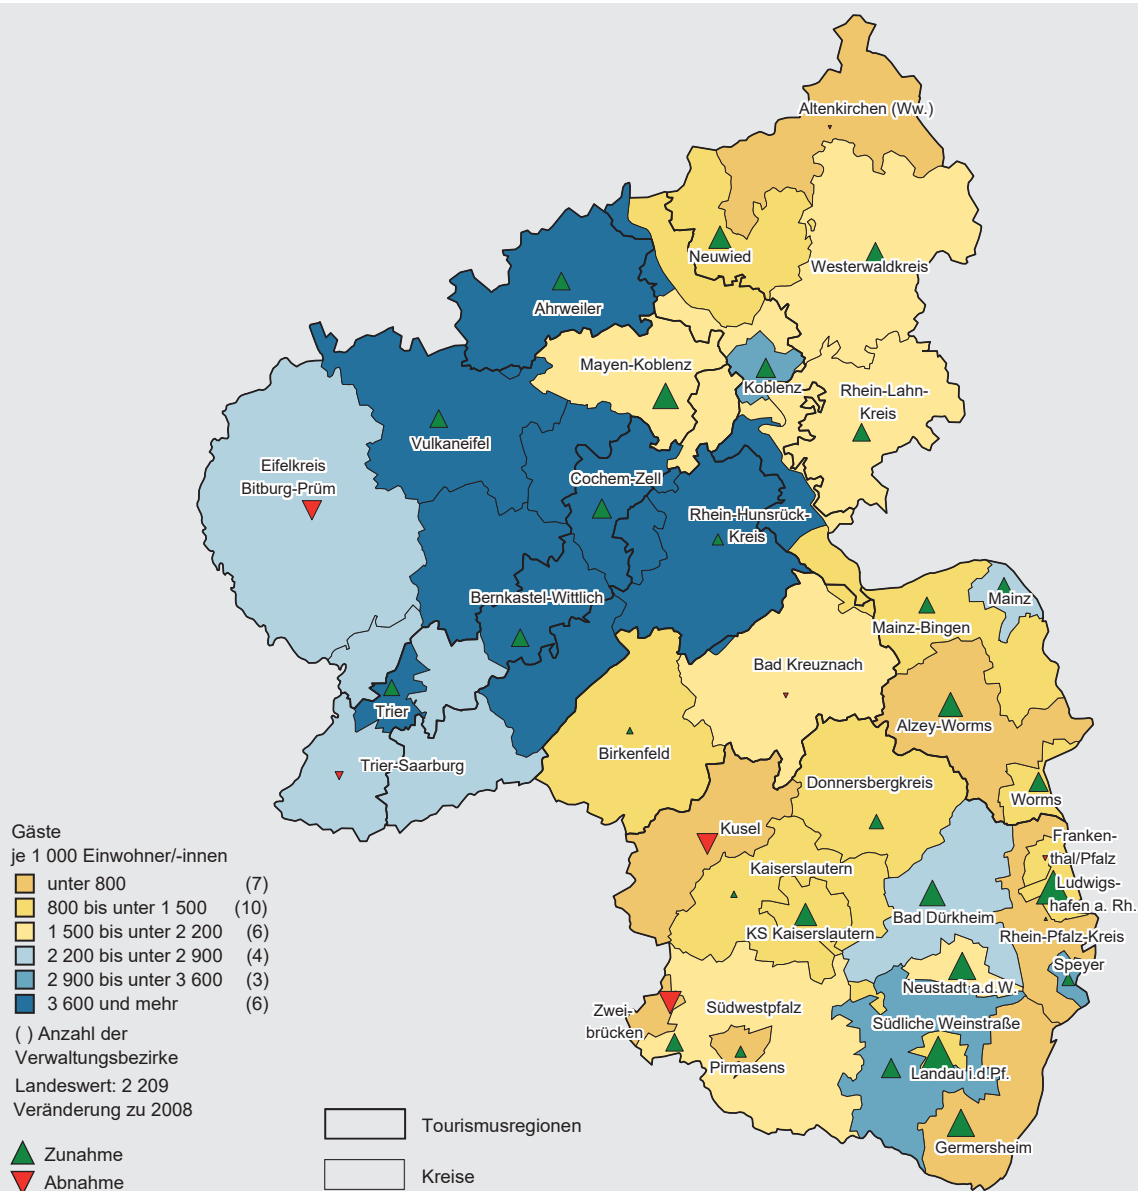 Altenkirchen (Ww.)
Neuwied
Westerwaldkreis
Ahrweiler
Mayen-Koblenz
Koblenz
Rhein-Lahn-
Kreis
Vulkaneifel
Eifelkreis
Bitburg-Prüm
Cochem-Zell
Rhein-Hunsrück-
Kreis
Bernkastel-Wittlich
Mainz
Mainz-Bingen
Bad Kreuznach
Trier
Alzey-Worms
Birkenfeld
Trier-Saarburg
Donnersbergkreis
Worms
Kusel
Franken-
thal/Pfalz
Kaiserslautern
Ludwigs-
hafen a. Rh.
Bad Dürkheim
KS Kaiserslautern
Rhein-Pfalz-Kreis
Speyer
Neustadt a.d.W.
Zwei-
brücken
Südwestpfalz
Südliche Weinstraße
Pirmasens
Landau i.d.Pf.
Germersheim
Gäste
je 1 000 Einwohner/-innen
unter 800 (7)
800 bis unter 1 500 (10)
1 500 bis unter 2 200 (6)
2 200 bis unter 2 900 (4)
2 900 bis unter 3 600 (3)
3 600 und mehr (6)
( ) Anzahl der
Verwaltungsbezirke
Landeswert: 2 209
Veränderung zu 2008
Zunahme
Abnahme
Tourismusregionen
Kreise